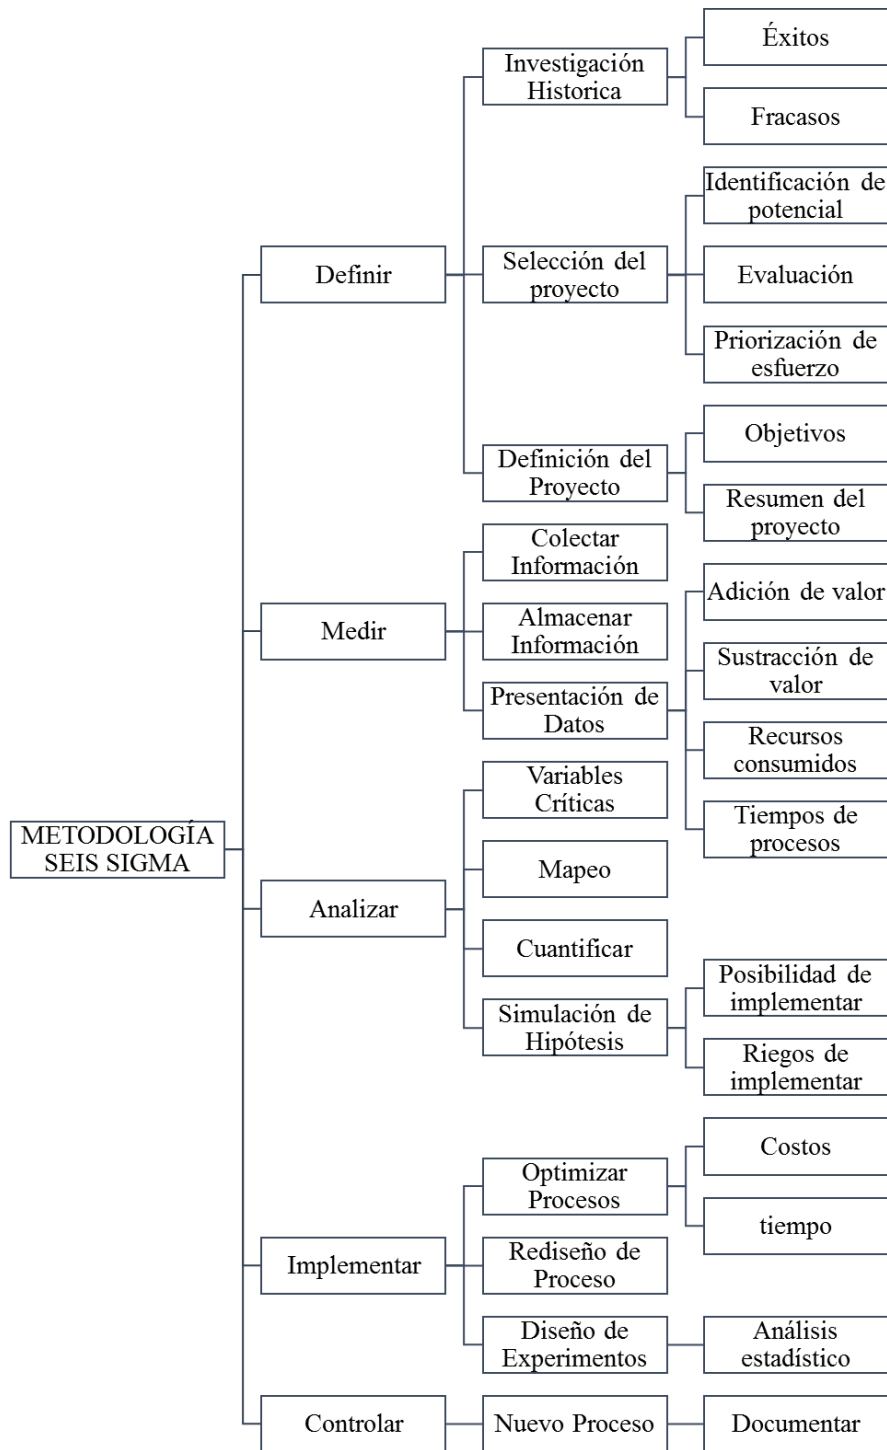 METODOLOGÍA
SEIS SIGMA
Definir
Investigación
Historica
Éxitos
Fracasos
Selección del
proyecto
Identificación de
potencial
Evaluación
Priorización de
esfuerzo
Definición del
Proyecto
Objetivos
Resumen del
proyecto
Medir
Colectar
Información
Almacenar
Información
Presentación de
Datos
Adición de valor
Sustracción de
valor
Recursos
consumidos
Tiempos de
procesos
Analizar
Variables
Críticas
Mapeo
Cuantificar
Simulación de
Hipótesis
Posibilidad de
implementar
Riegos de
implementar
Implementar
Optimizar
Procesos
Costos
tiempo
Rediseño de
Proceso
Diseño de
Experimentos
Análisis
estadístico
Controlar
Nuevo Proceso
Documentar